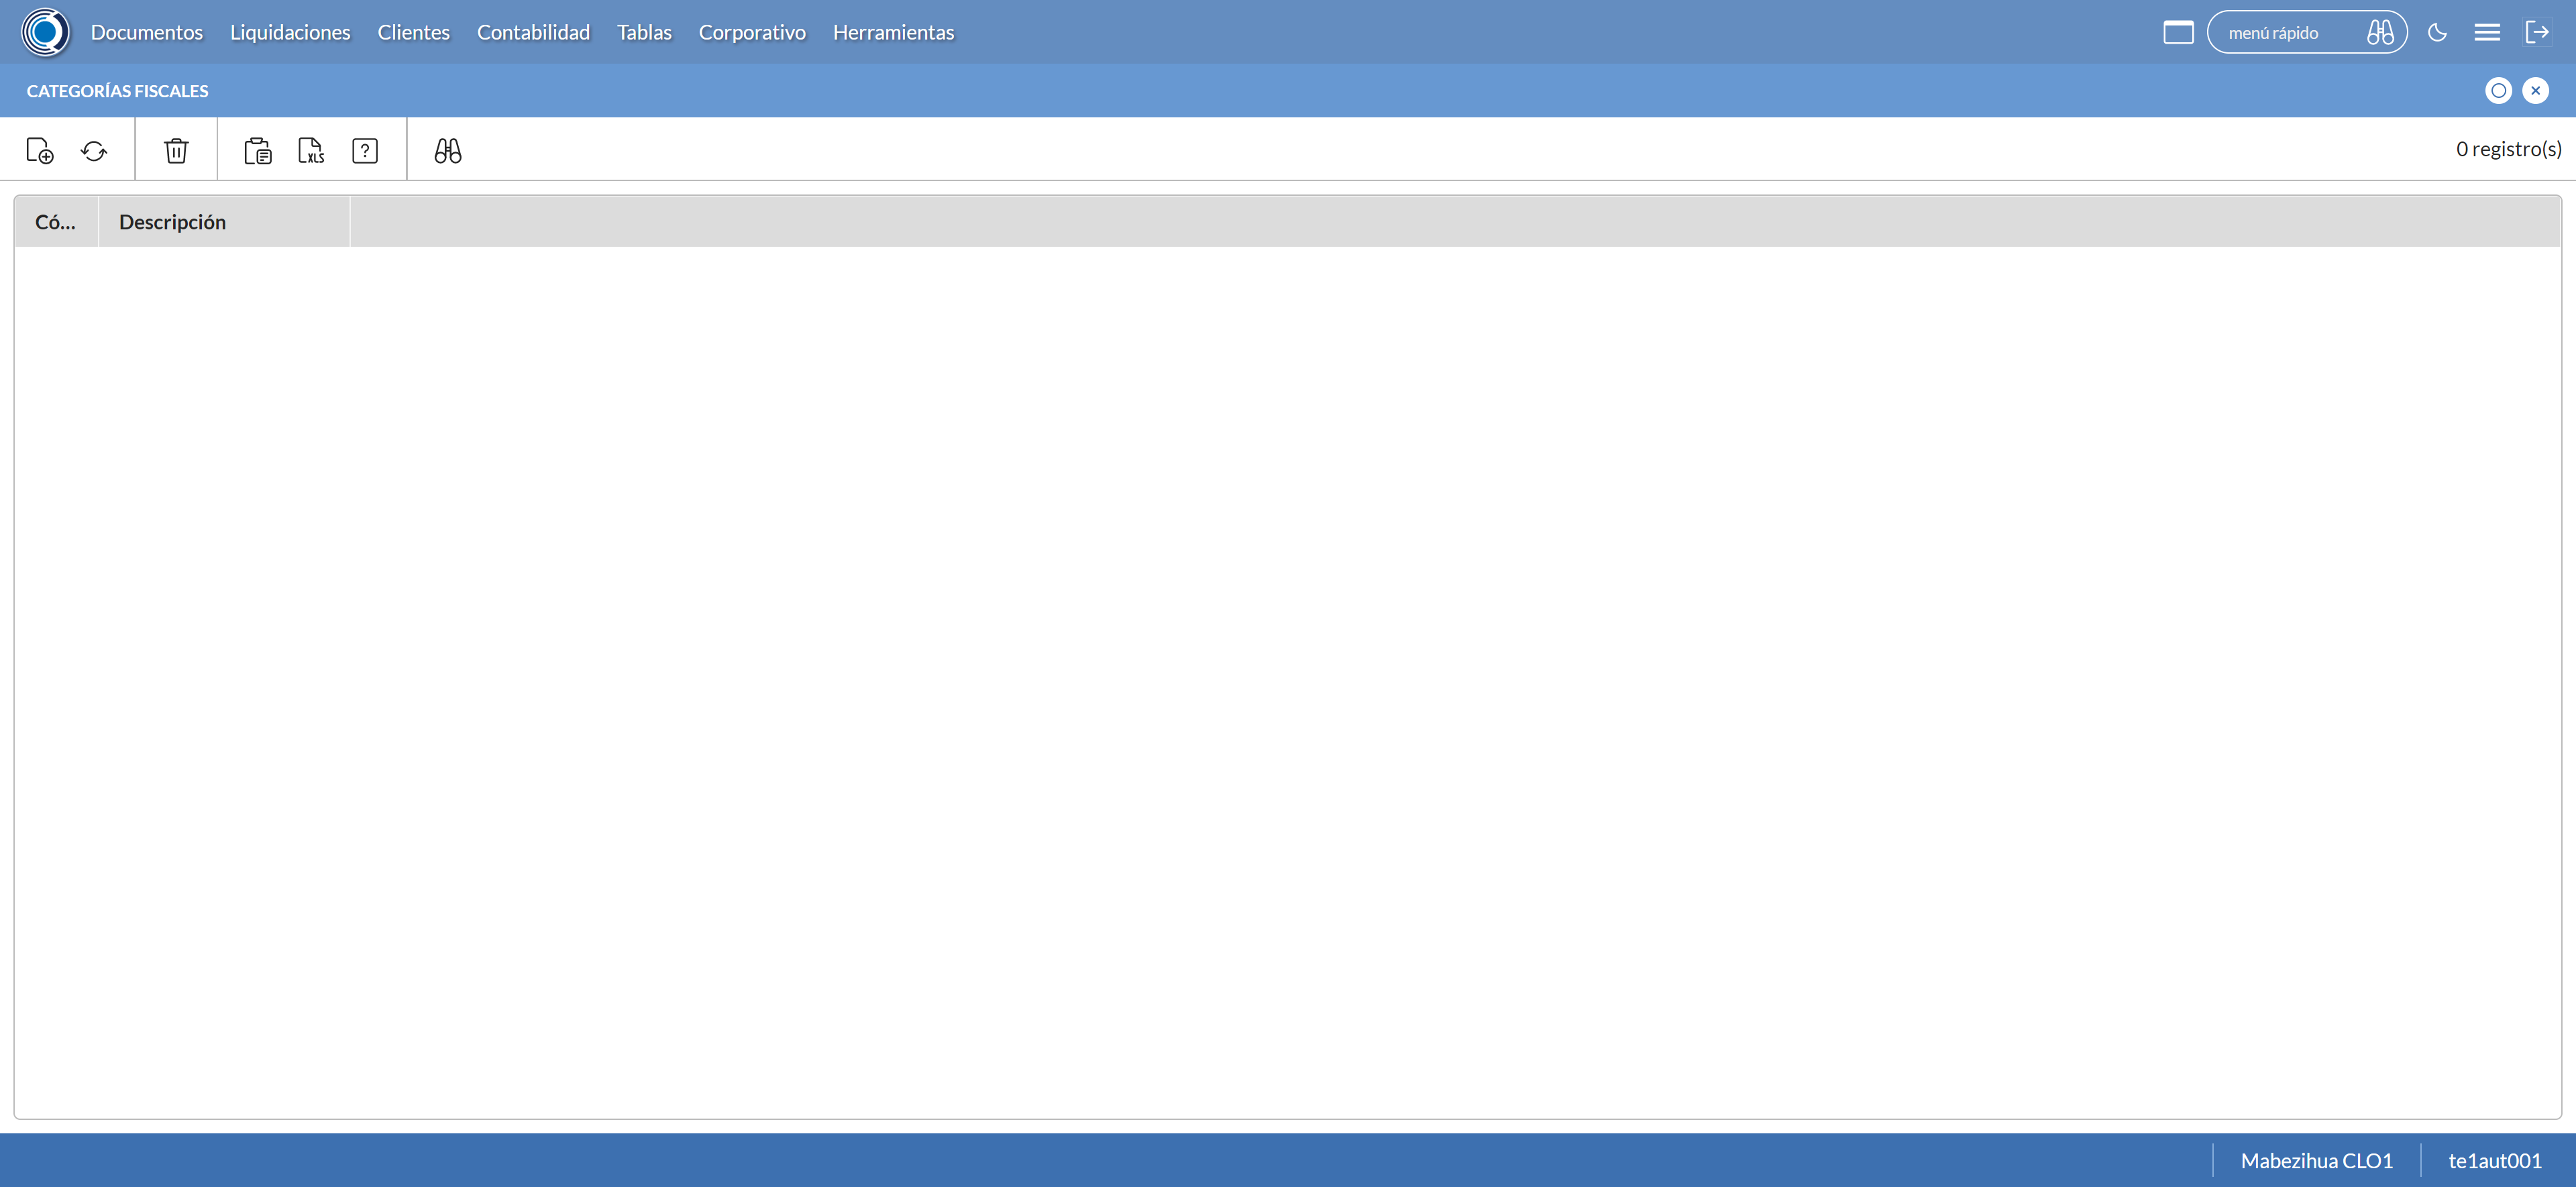 Documentos Liquidaciones Clientes Contabilidad Tablas Corporativo Herramientas menú rápido
CATEGORÍAS FISCALES
XLS ? 0 registro(s)
Có... Descripción
Mabezihua CLO1 te1aut001